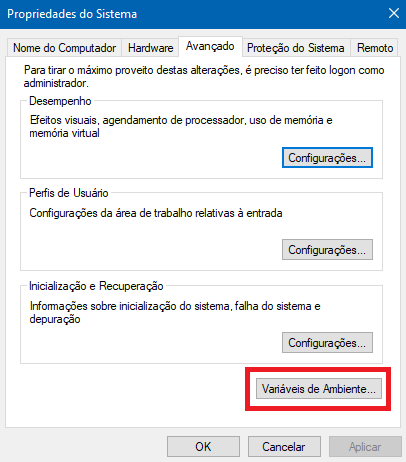 Propriedades do Sistema
Nome do Computador Hardware Avançado Proteção do Sistema Remoto
Para tirar o máximo proveito destas alterações, é preciso ter feito logon como
administrador.
Desempenho
Efeitos visuais, agendamento de processador, uso de memória e
memória virtual
Configurações...
Perfis de Usuário
Configurações da área de trabalho relativas à entrada
Configurações...
Inicialização e Recuperação
Informações sobre inicialização do sistema, falha do sistema e
depuração
Configurações...
Variáveis de Ambiente...
OK Cancelar Aplicar